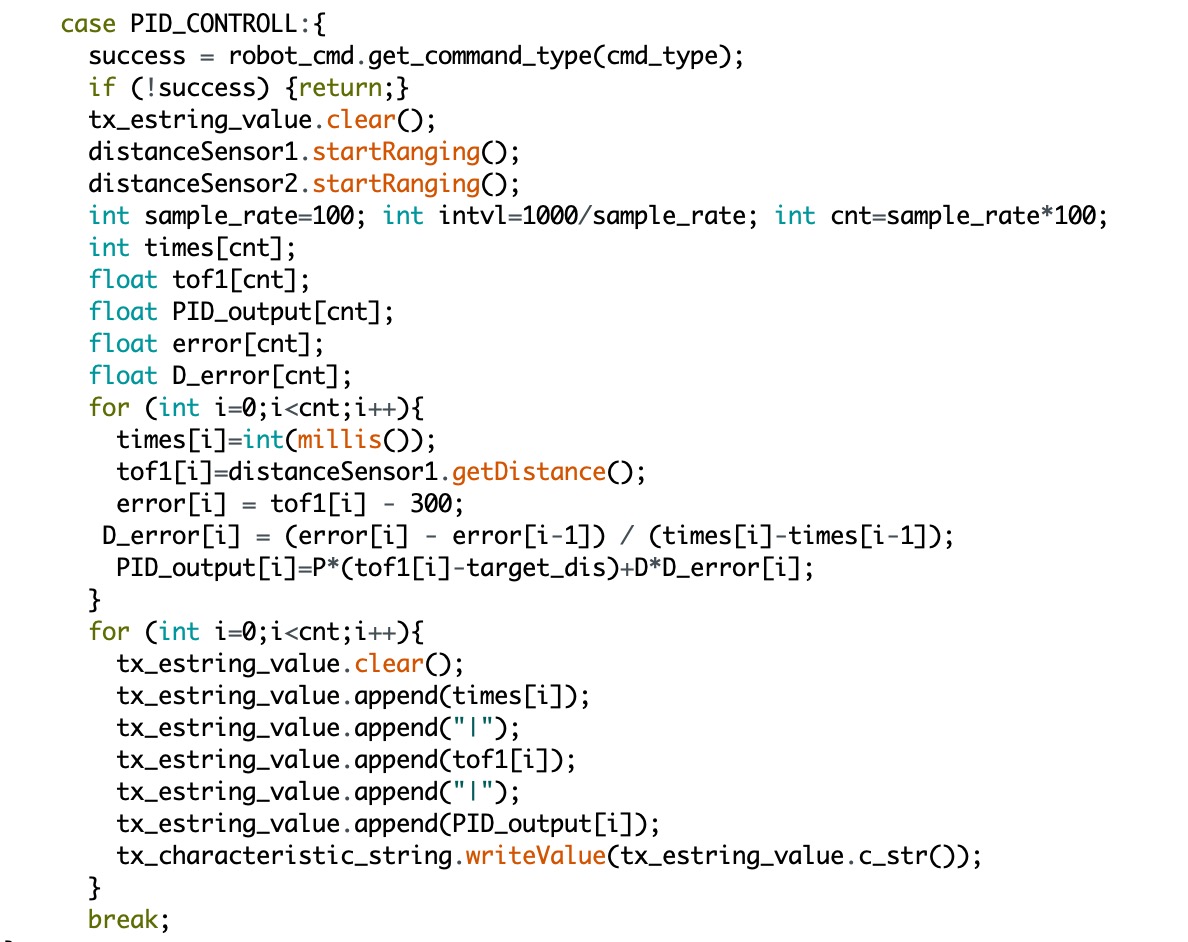 case PID_CONTROLL:{
success = robot_cmd.get_command_type(cmd_type);
if (!success) {return;}
tx_estring_value.clear();
distanceSensor1.startRanging();
distanceSensor2.startRanging();
int sample_rate=100; int intvl=1000/sample_rate; int cnt=sample_rate*100;
int times[cnt];
float tof1[cnt];
float PID_output[cnt];
float error[cnt];
float D_error[cnt];
for (int i=0;i<cnt;i++){
times[i]=int(millis());
tof1[i]=distanceSensor1.getDistance();
error[i] = tof1[i] - 300;
D_error[i] = (error[i] - error[i-1]) / (times[i]-times[i-1]);
PID_output[i]=P*(tof1[i]-target_dis)+D*D_error[i];
}
for (int i=0;i<cnt;i++){
tx_estring_value.clear();
tx_estring_value.append(times[i]);
tx_estring_value.append("|");
tx_estring_value.append(tof1[i]);
tx_estring_value.append("|");
tx_estring_value.append(PID_output[i]);
tx_characteristic_string.writeValue(tx_estring_value.c_str());
}
break;